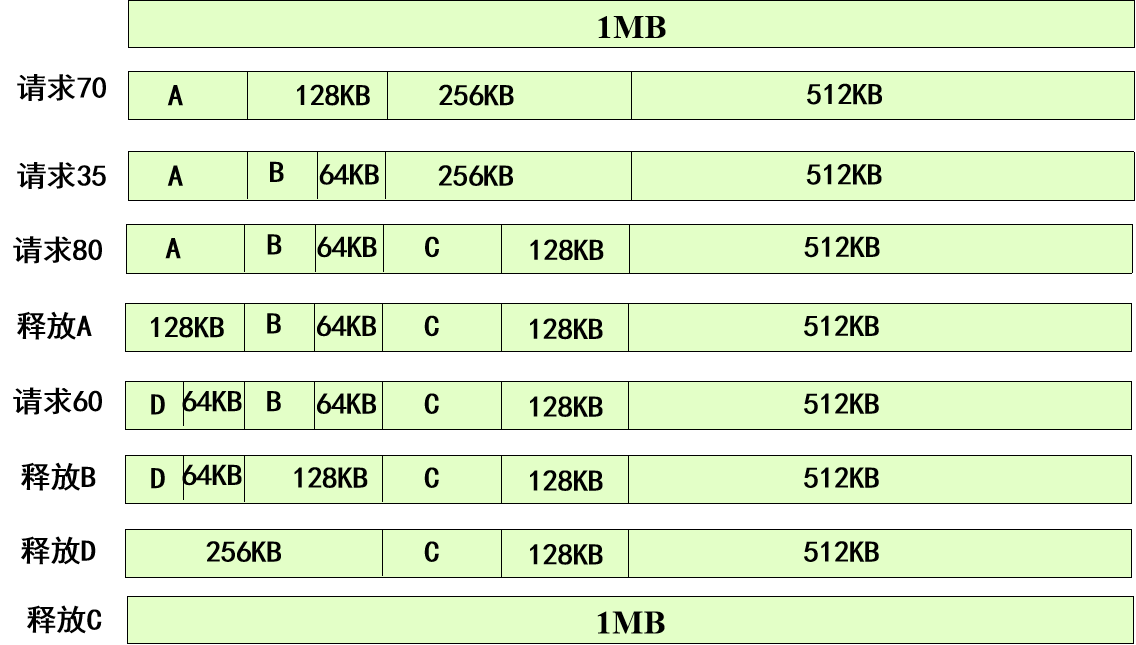 1MB
请求70 A 128KB 256KB 512KB
请求35 A B 64KB 256KB 512KB
请求80 A B 64KB C 128KB 512KB
释放A 128KB B 64KB C 128KB 512KB
请求60 D 64KB B 64KB C 128KB 512KB
释放B D 64KB 128KB C 128KB 512KB
释放D 256KB C 128KB 512KB
释放C 1MB